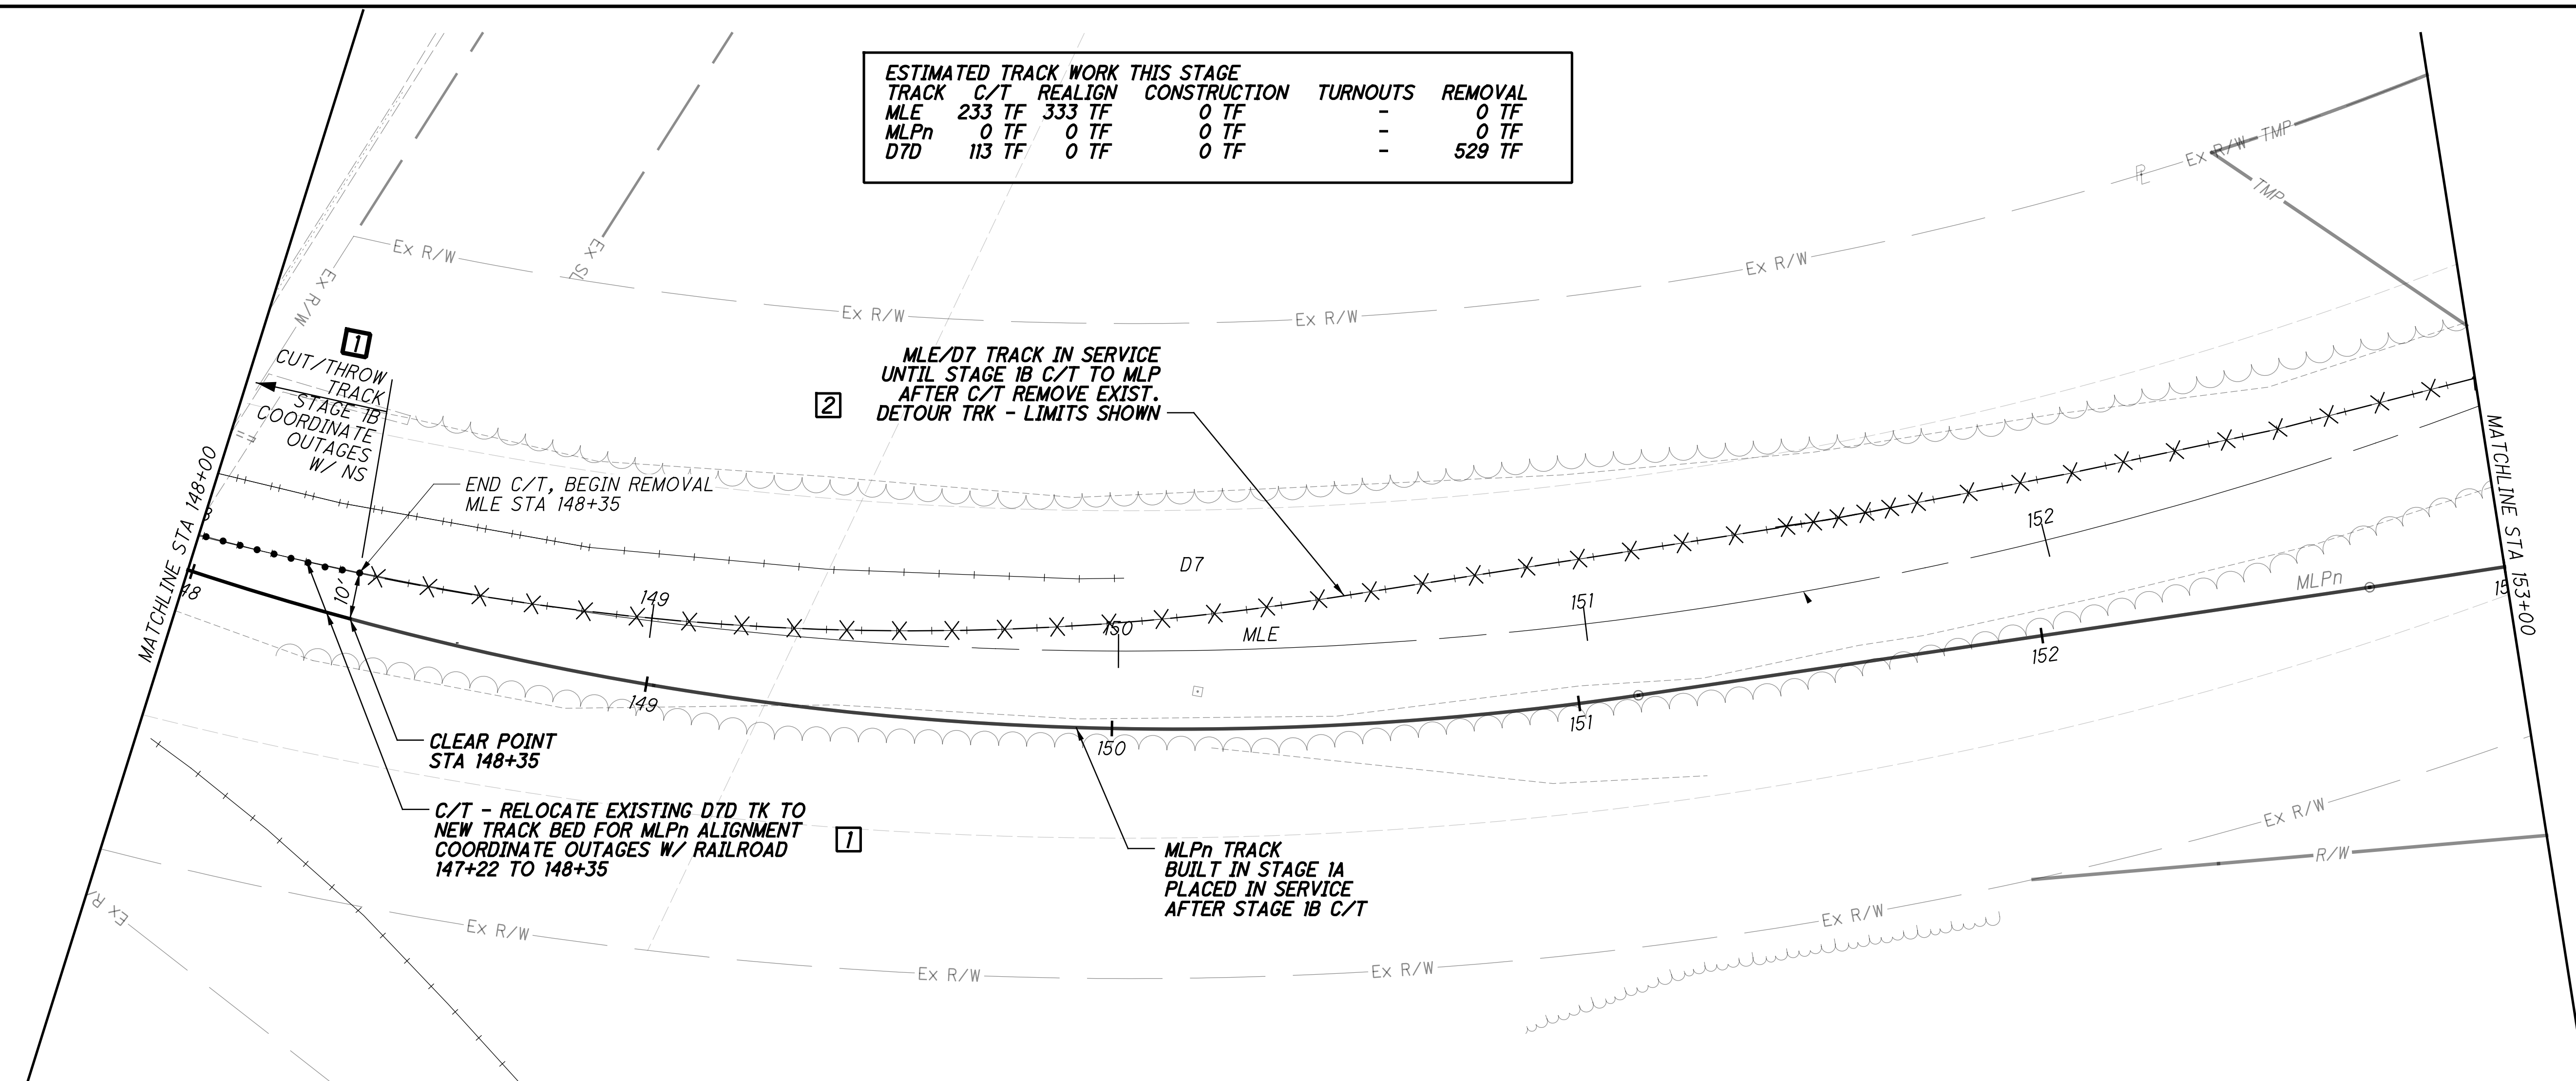 ESTIMATED TRACK WORK THIS STAGE
TRACK C/T REALIGN CONSTRUCTION TURNOUTS REMOVAL
MLE 233 TF 333 TF 0 TF - 0 TF
MLPn 0 TF 0 TF 0 TF - 0 TF
D7D 113 TF 0 TF 0 TF - 529 TF
Ex R/W
TMP
PL
TMP
Ex R/W
Ex SL
Ex R/W
Ex R/W
Ex R/W
Ex R/W
1
CUT/THROW
TRACK
STAGE 1B
COORDINATE
OUTAGES
W/ NS
2
MLE/D7 TRACK IN SERVICE
UNTIL STAGE 1B C/T TO MLP
AFTER C/T REMOVE EXIST.
DETOUR TRK - LIMITS SHOWN
MATCHLINE STA 148+00
END C/T, BEGIN REMOVAL
MLE STA 148+35
D7
10'
48
149
150
MLE
151
152
MLPn
15
MATCHLINE STA 153+00
149
150
151
152
CLEAR POINT
STA 148+35
C/T - RELOCATE EXISTING D7D TK TO
NEW TRACK BED FOR MLPn ALIGNMENT
COORDINATE OUTAGES W/ RAILROAD
147+22 TO 148+35
1
MLPn TRACK
BUILT IN STAGE 1A
PLACED IN SERVICE
AFTER STAGE 1B C/T
Ex R/W
R/W
Ex R/W
Ex R/W
Ex R/W
Ex R/W
Ex R/